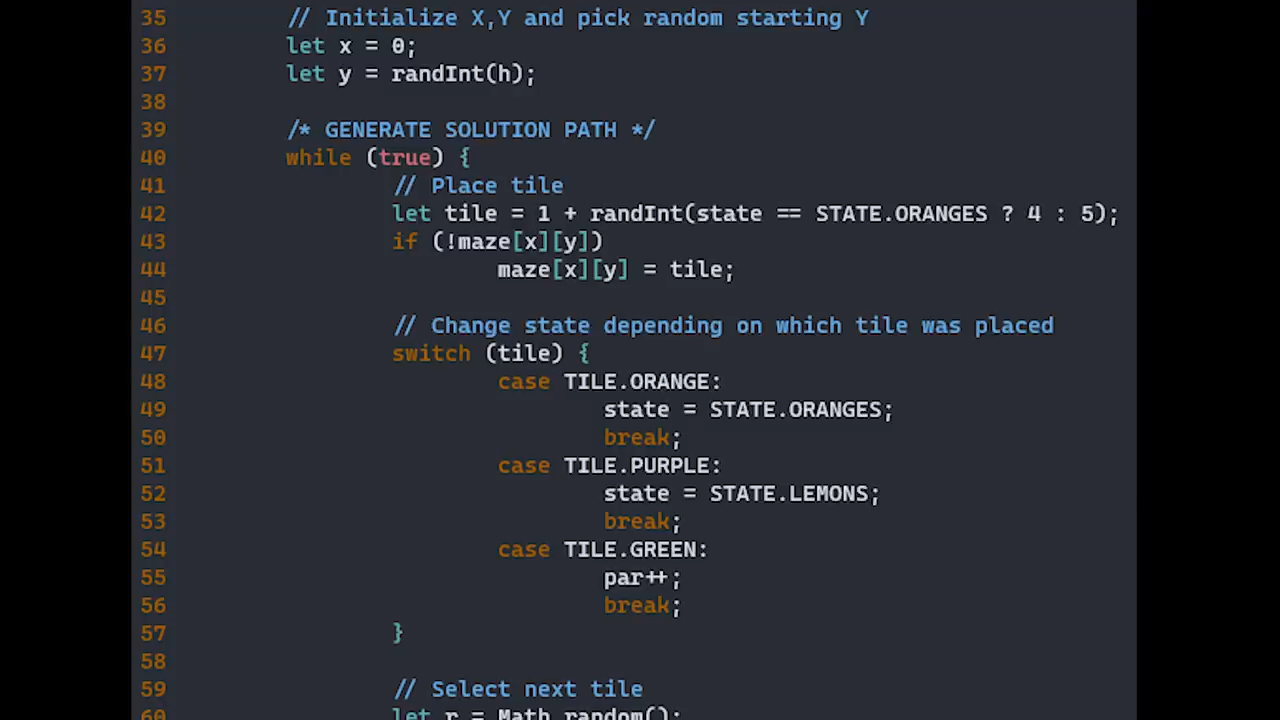 35 // Initialize X,Y and pick random starting Y
36 let x = 0;
37 let y = randInt(h);
38
39 /* GENERATE SOLUTION PATH */
40 while (true) {
41 // Place tile
42 let tile = 1 + randInt(state == STATE.ORANGES ? 4 : 5);
43 if (!maze[x][y])
44 maze[x][y] = tile;
45
46 // Change state depending on which tile was placed
47 switch (tile) {
48 case TILE.ORANGE:
49 state = STATE.ORANGES;
50 break;
51 case TILE.PURPLE:
52 state = STATE.LEMONS;
53 break;
54 case TILE.GREEN:
55 par++;
56 break;
57 }
58
59 // Select next tile
60 let r = Math.random();